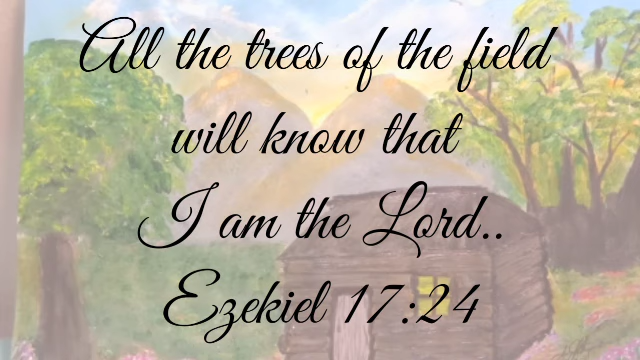 All the trees of the field
will know that
I am the Lord..
Ezekiel 17:24